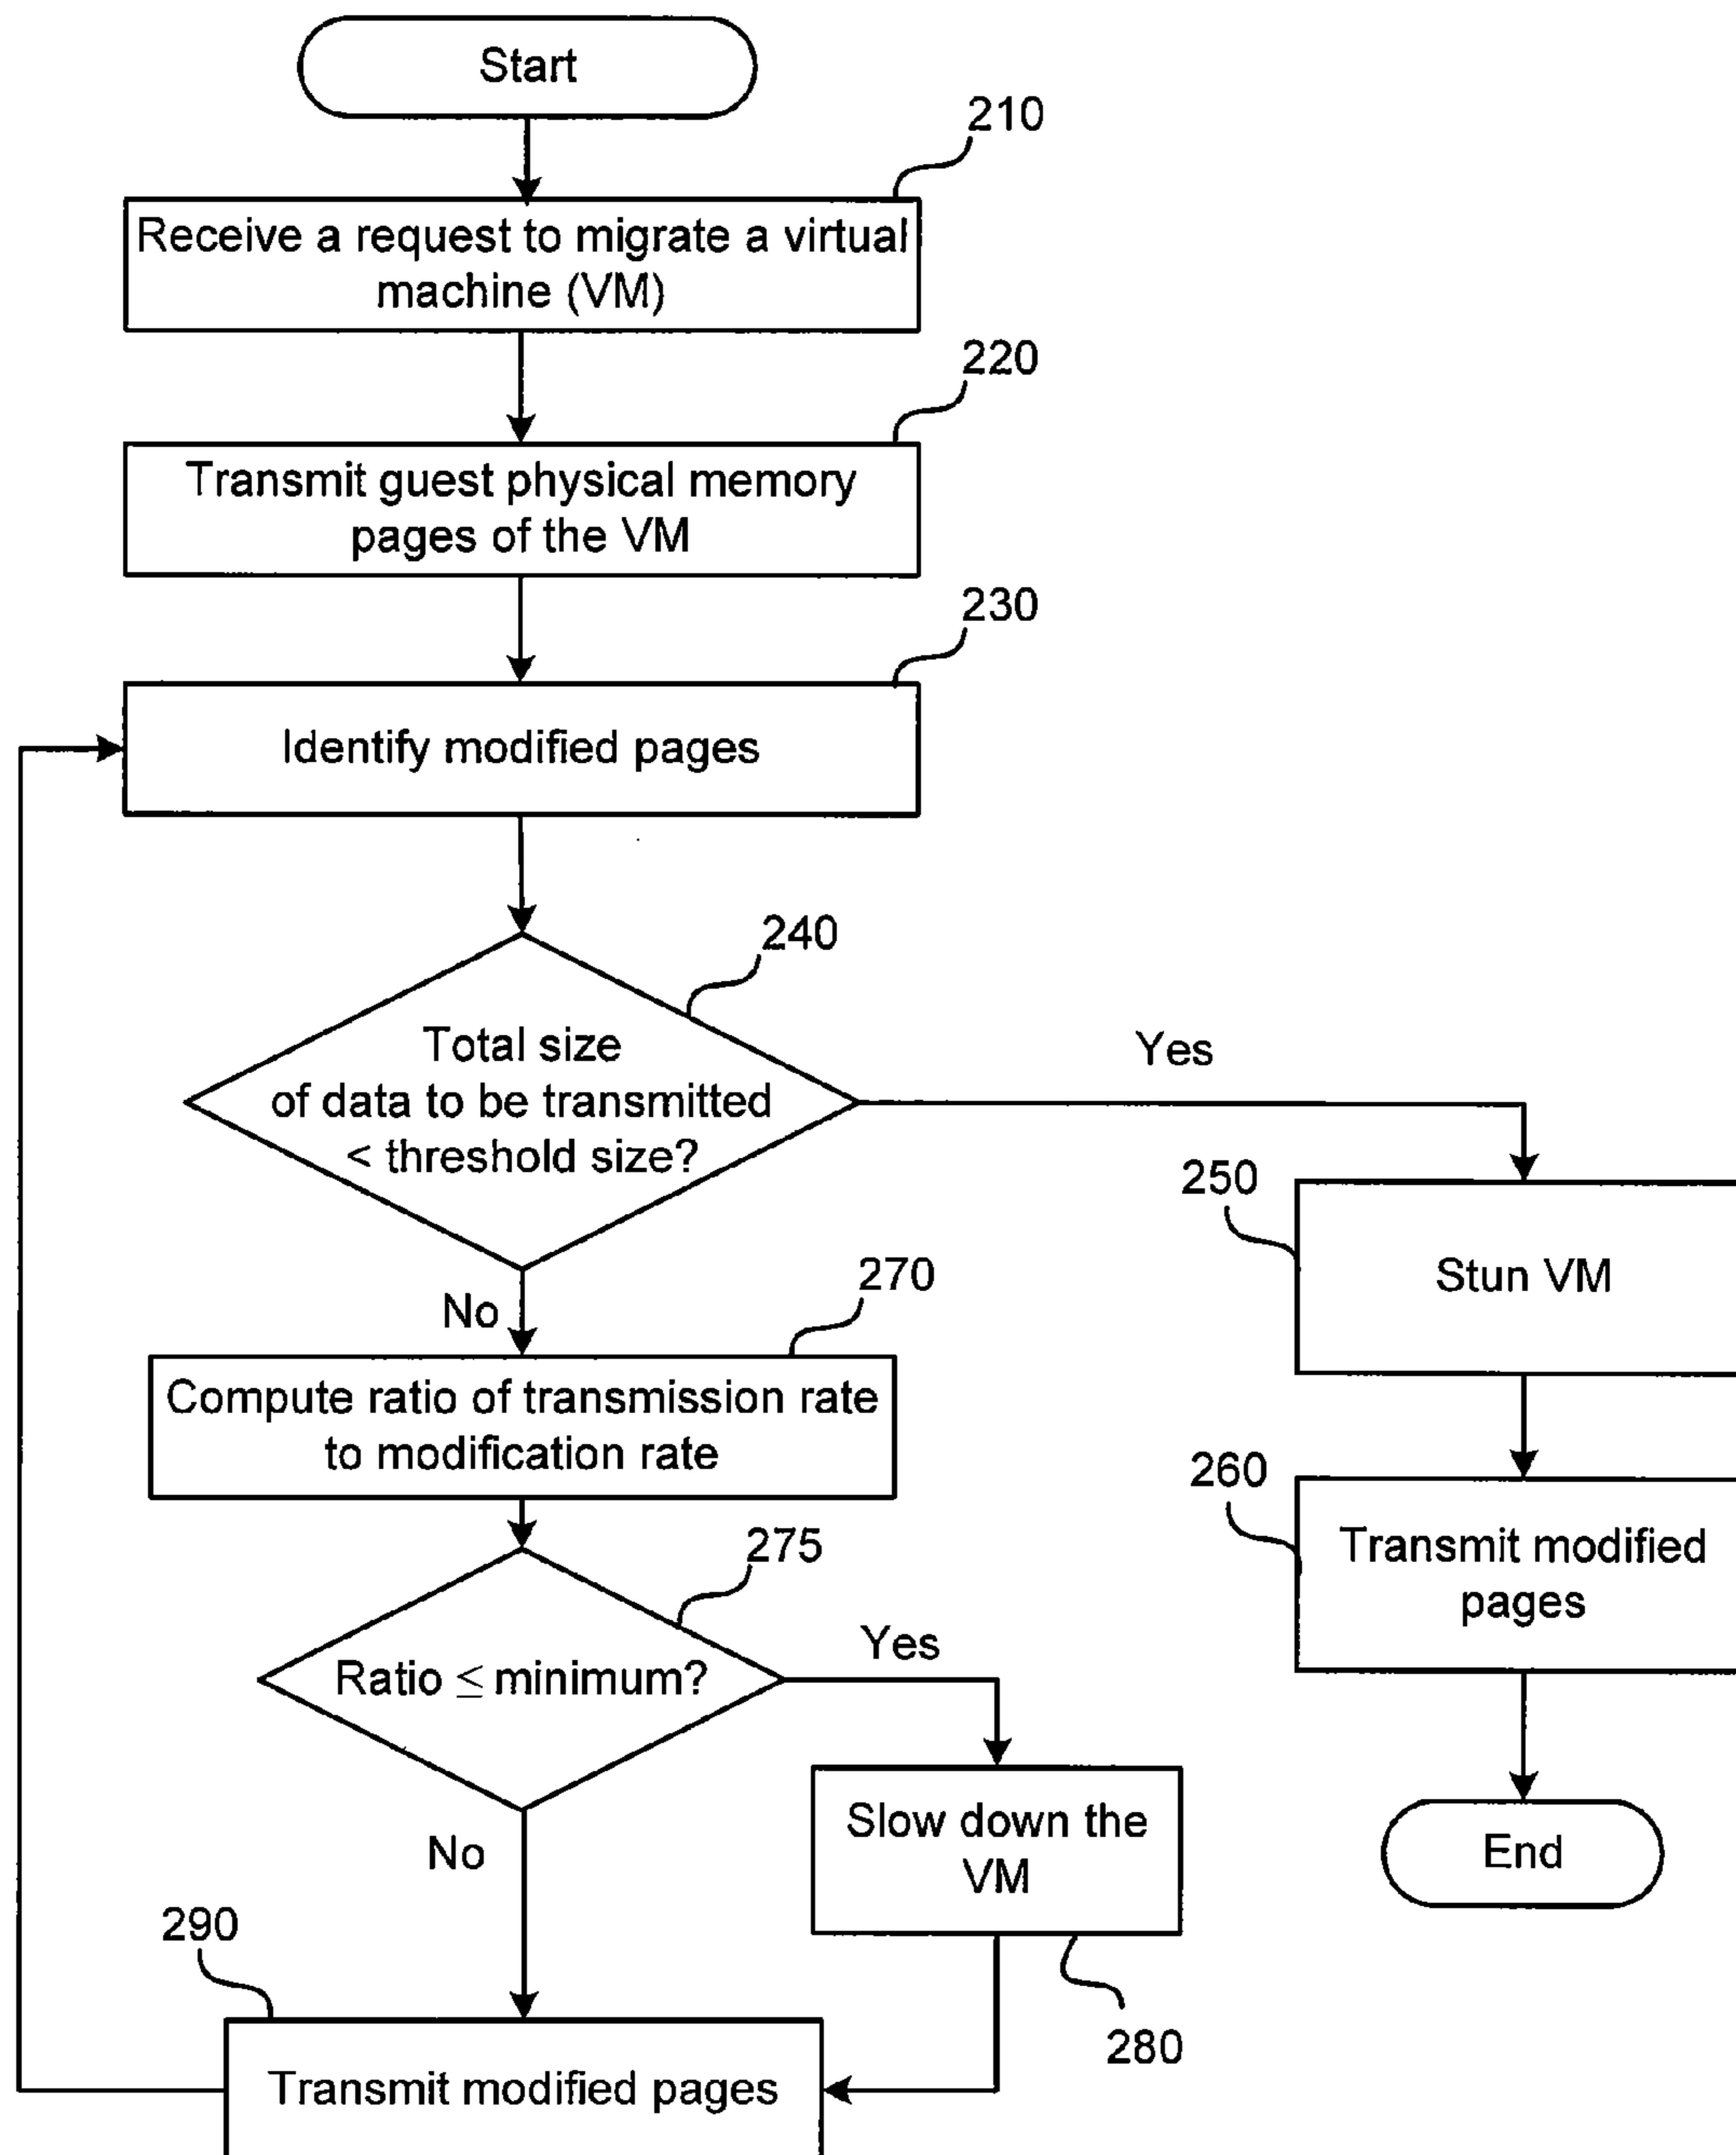 Start
210
Receive a request to migrate a virtual
machine (VM)
220
Transmit guest physical memory
pages of the VM
230
Identify modified pages
240
Total size
of data to be transmitted
< threshold size?
Yes
250
Stun VM
No
270
Compute ratio of transmission rate
to modification rate
260
Transmit modified
pages
275
Ratio ≤ minimum?
Yes
Slow down the
VM
End
No
290
280
Transmit modified pages